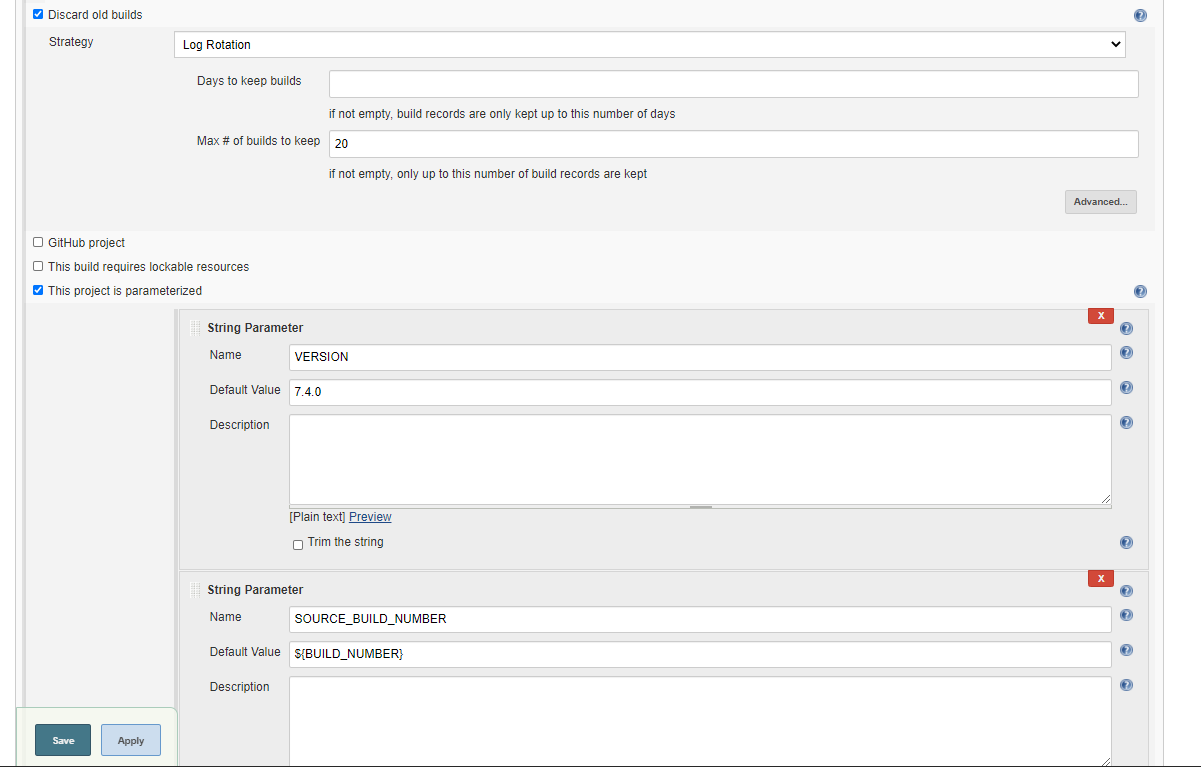 Discard old builds
Strategy
Log Rotation
Days to keep builds
if not empty, build records are only kept up to this number of days
Max # of builds to keep
20
if not empty, only up to this number of build records are kept
Advanced...
GitHub project
This build requires lockable resources
This project is parameterized
X
String Parameter
Name
VERSION
Default Value
7.4.0
Description
[Plain text] Preview
Trim the string
X
String Parameter
Name
SOURCE_BUILD_NUMBER
Default Value
${BUILD_NUMBER}
Description
Save
Apply